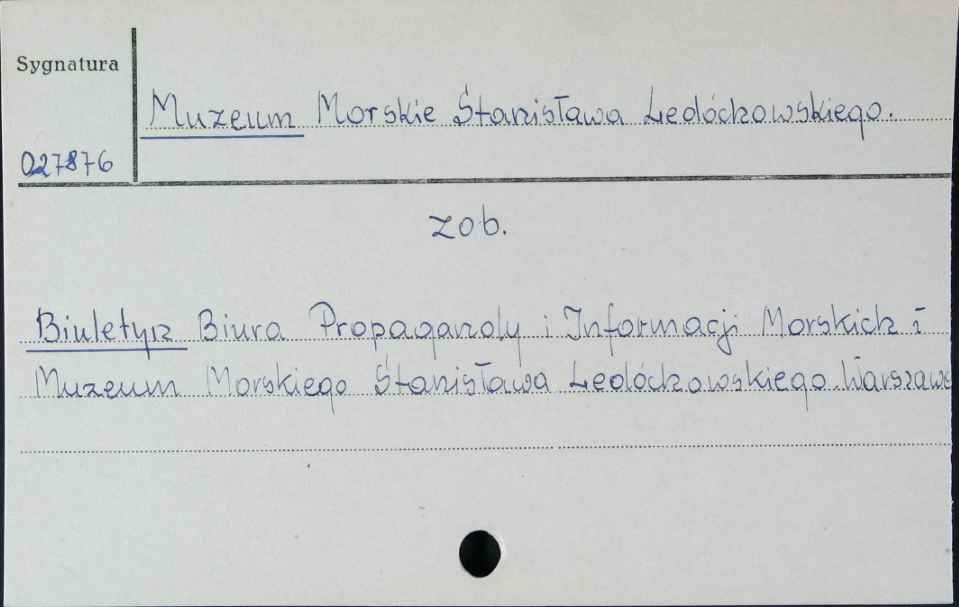 Sygnatura
Muzeum Morskie Stanisława Ledóchowskiego.
027876
zob.
Biuletyn Biura Propagandy i Informacji Morskich i
Muzeum Morskiego Stanisława Ledóchowskiego. Warszawa